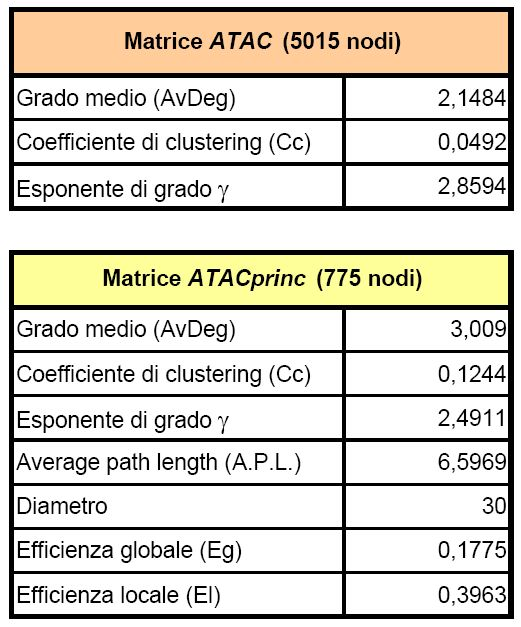 Matrice ATAC (5015 nodi)
Grado medio (AvDeg) 2,1484
Coefficiente di clustering (Cc) 0,0492
Esponente di grado γ 2,8594
Matrice ATACprinc (775 nodi)
Grado medio (AvDeg) 3,009
Coefficiente di clustering (Cc) 0,1244
Esponente di grado γ 2,4911
Average path length (A.P.L.) 6,5969
Diametro 30
Efficienza globale (Eg) 0,1775
Efficienza locale (El) 0,3963